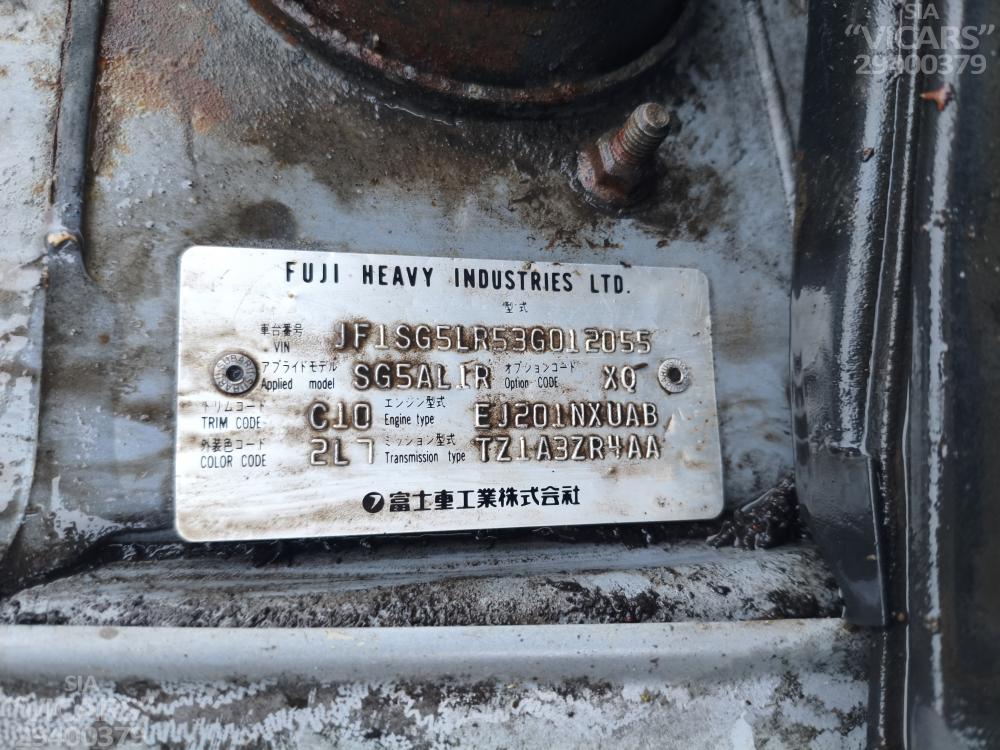 SIA
“VICARS”
29400379
FUJI HEAVY INDUSTRIES LTD.
型式
車台番号 VIN JF1SG5LR53G012055
アプライドモデル Applied model SG5AL1R オプションコード Option CODE XQ
トリムコード TRIM CODE C10 エンジン型式 Engine type EJ201NXUAB
外装色コード COLOR CODE 2L7 ミッション型式 Transmission type TZ1A3ZR4AA
富士重工業株式会社
SIA
“VICARS”
29400379